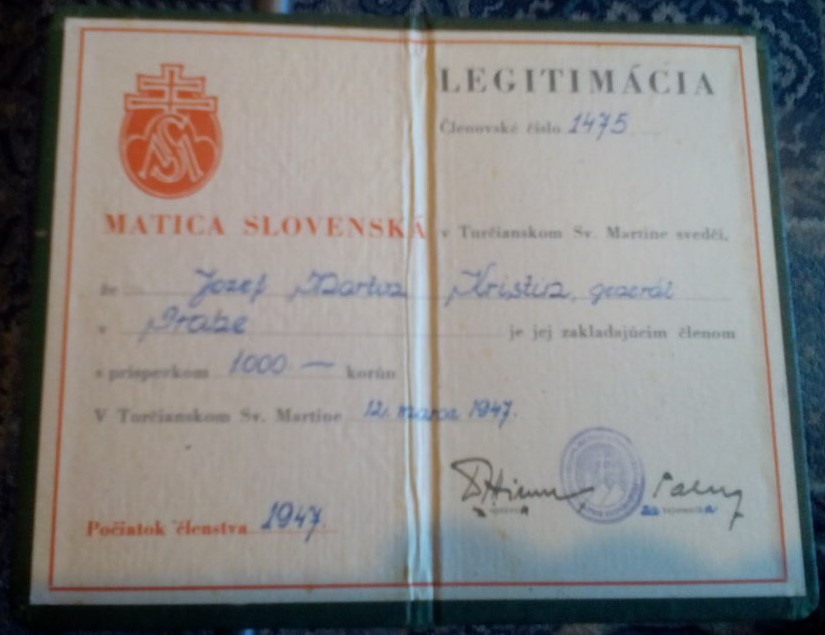 LEGITIMÁCIA
Členovské číslo 1475
MATICA SLOVENSKÁ v Turčianskom Sv. Martine svedčí,
že Jozef Martin Kristin, generál
v Prahe je jej zakladajúcim členom
s príspevkom 1000 — korún
V Turčianskom Sv. Martine 12. marca 1947.
Počiatok členstva 1947